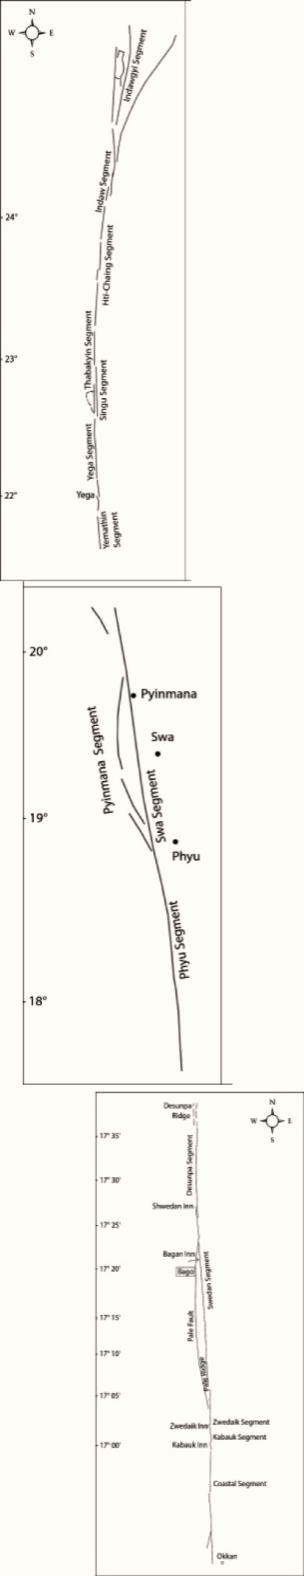 N
W E
S
Indawgyi Segment
Indaw Segment
24°
Hti-Chaing Segment
23°
Thabakyin Segment
Singu Segment
Yega Segment
22°
Yega
Yemathin
Segment
20°
Pyinmana
Pyinmana Segment
Swa
19°
Swa Segment
Phyu
Phyu Segment
18°
N
W E
S
Desunpa
Ridge
17° 35'
Desunpa Segment
17° 30'
Shwedan Inn
17° 25'
Bagan Inn
17° 20'
Bago
Swedan Segment
17° 15'
Pale Fault
17° 10'
Pale Ridge
17° 05'
Zwedaik Segment
Zwedaik Inn
Kabauk Segment
17° 00'
Kabauk Inn
Coastal Segment
Okkan